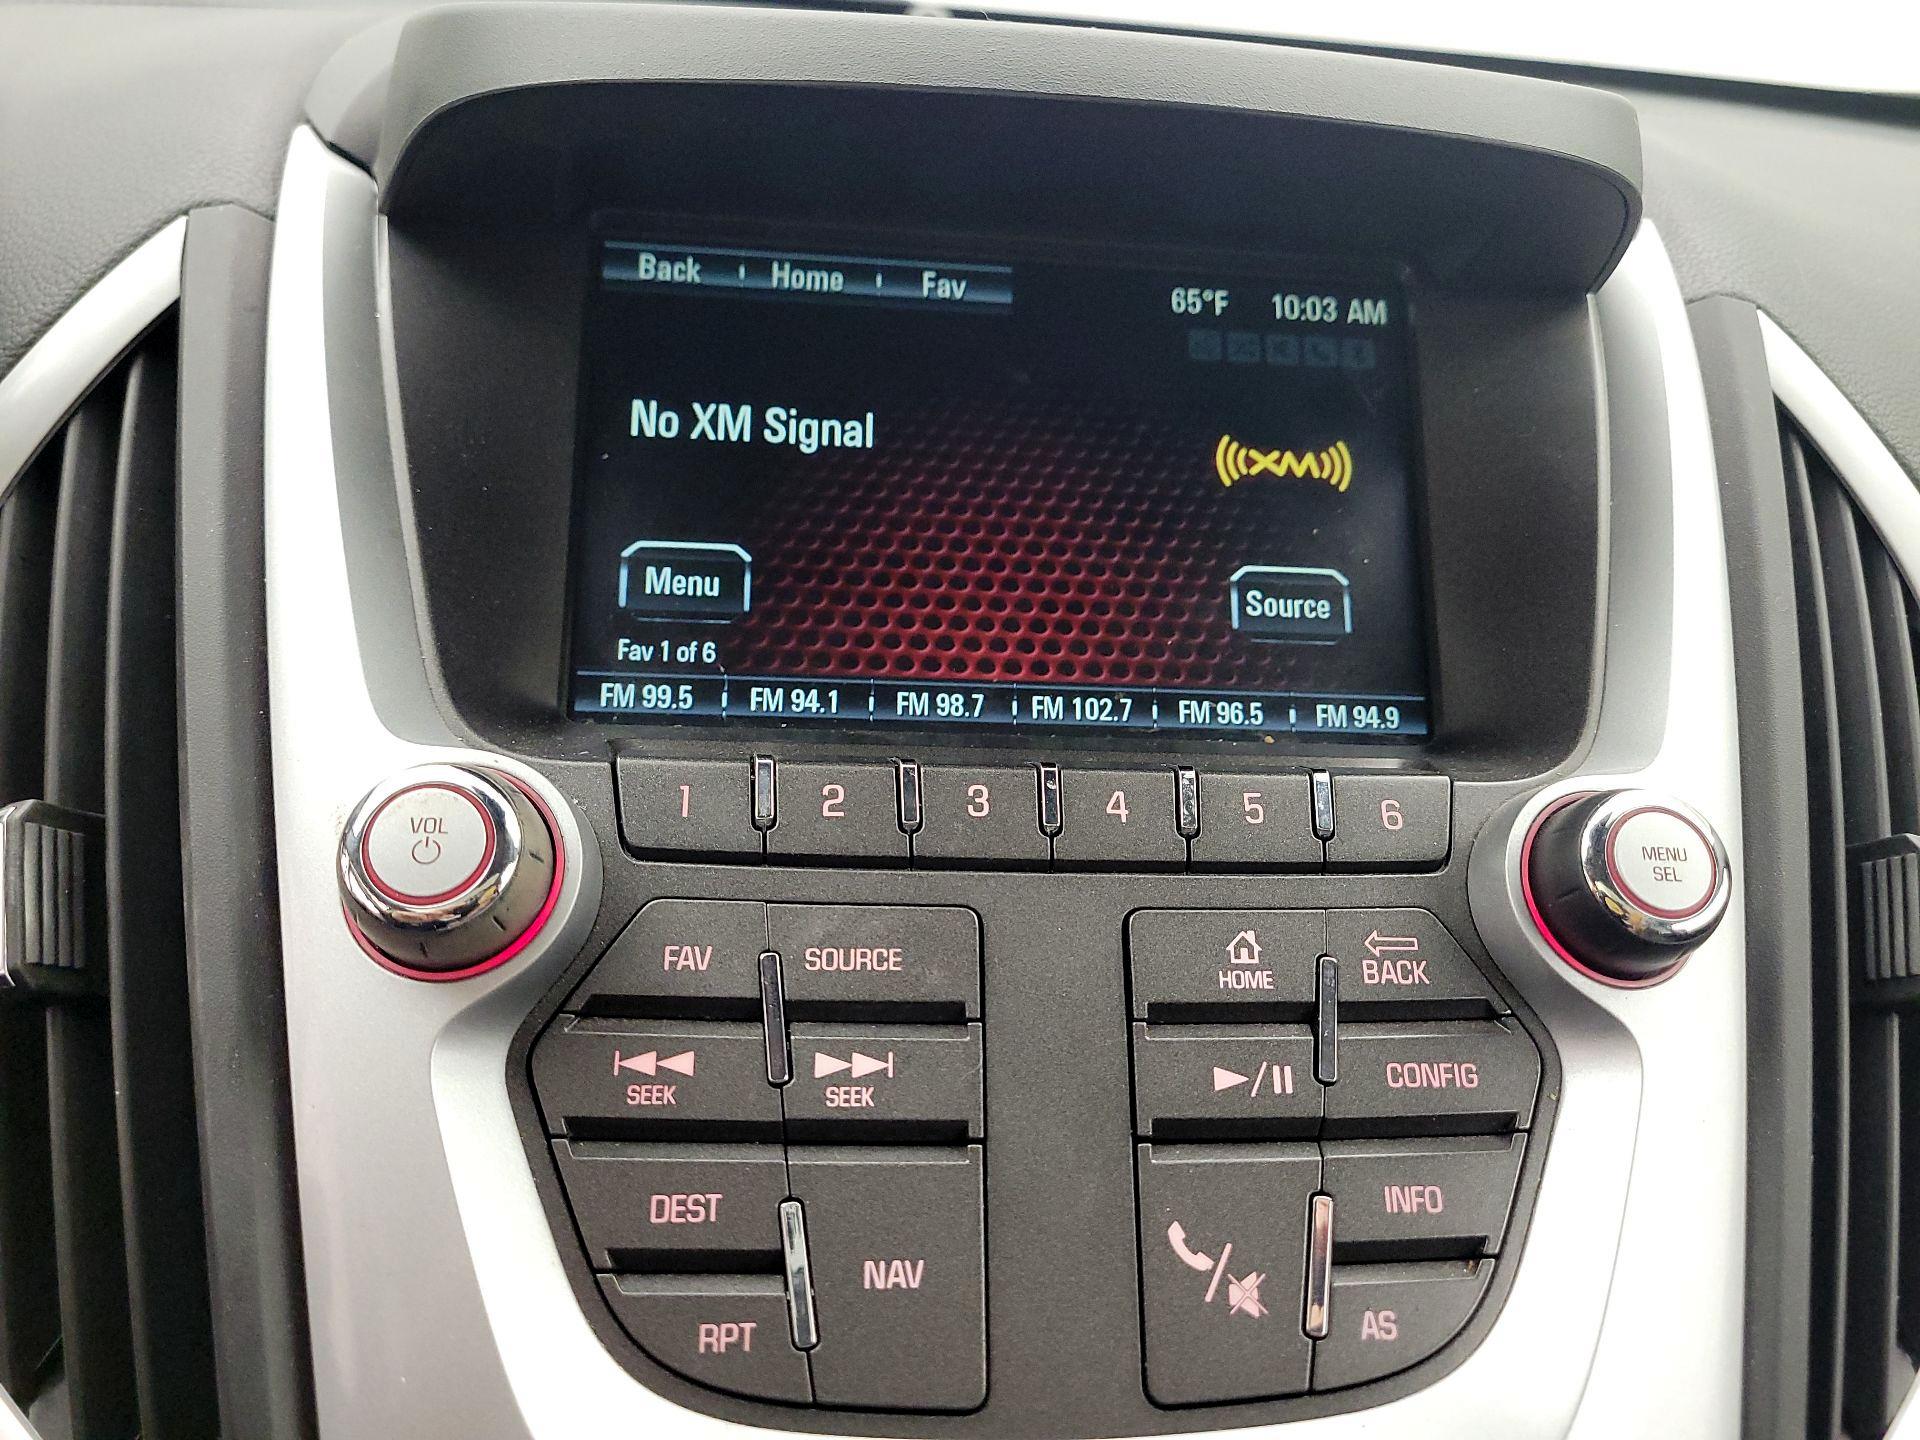 Back Home Fav
65°F 10:03 AM
No XM Signal
XM
Menu
Source
Fav 1 of 6
FM 99.5 FM 94.1 FM 98.7 FM 102.7 FM 96.5 FM 94.9
1 2 3 4 5 6
VOL
MENU
SEL
FAV SOURCE
HOME
BACK
SEEK SEEK
CONFIG
DEST
INFO
NAV
RPT
AS